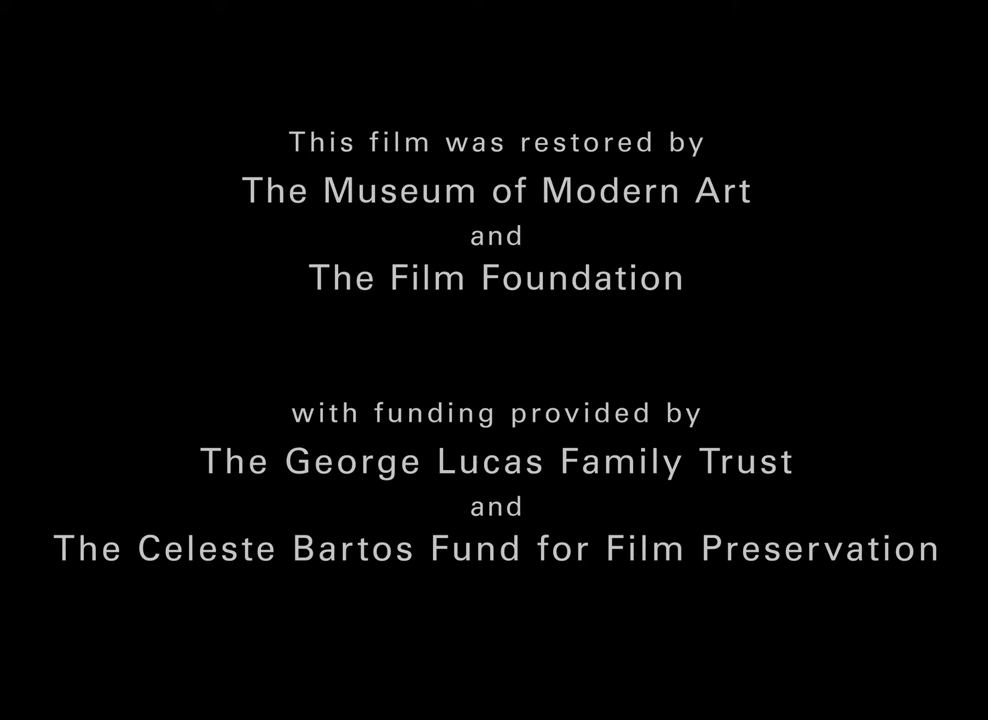 This film was restored by
The Museum of Modern Art
and
The Film Foundation
with funding provided by
The George Lucas Family Trust
and
The Celeste Bartos Fund for Film Preservation